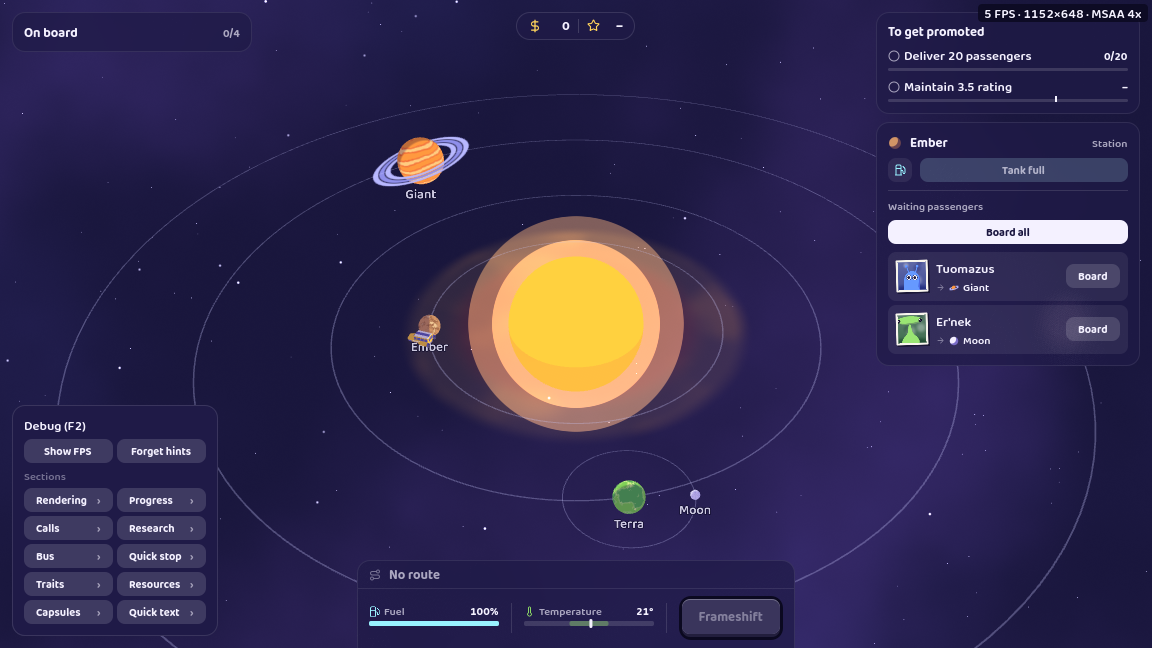 5 FPS · 1152×648 · MSAA 4x
On board 0/4
0 –
To get promoted
Deliver 20 passengers 0/20
Maintain 3.5 rating –
Ember Station
Tank full
Waiting passengers
Board all
Tuomazus
→ Giant
Board
Er'nek
→ Moon
Board
Giant
Ember
Terra
Moon
Debug (F2)
Show FPS Forget hints
Sections
Rendering › Progress ›
Calls › Research ›
Bus › Quick stop ›
Traits › Resources ›
Capsules › Quick text ›
No route
Fuel 100% Temperature 21°
Frameshift